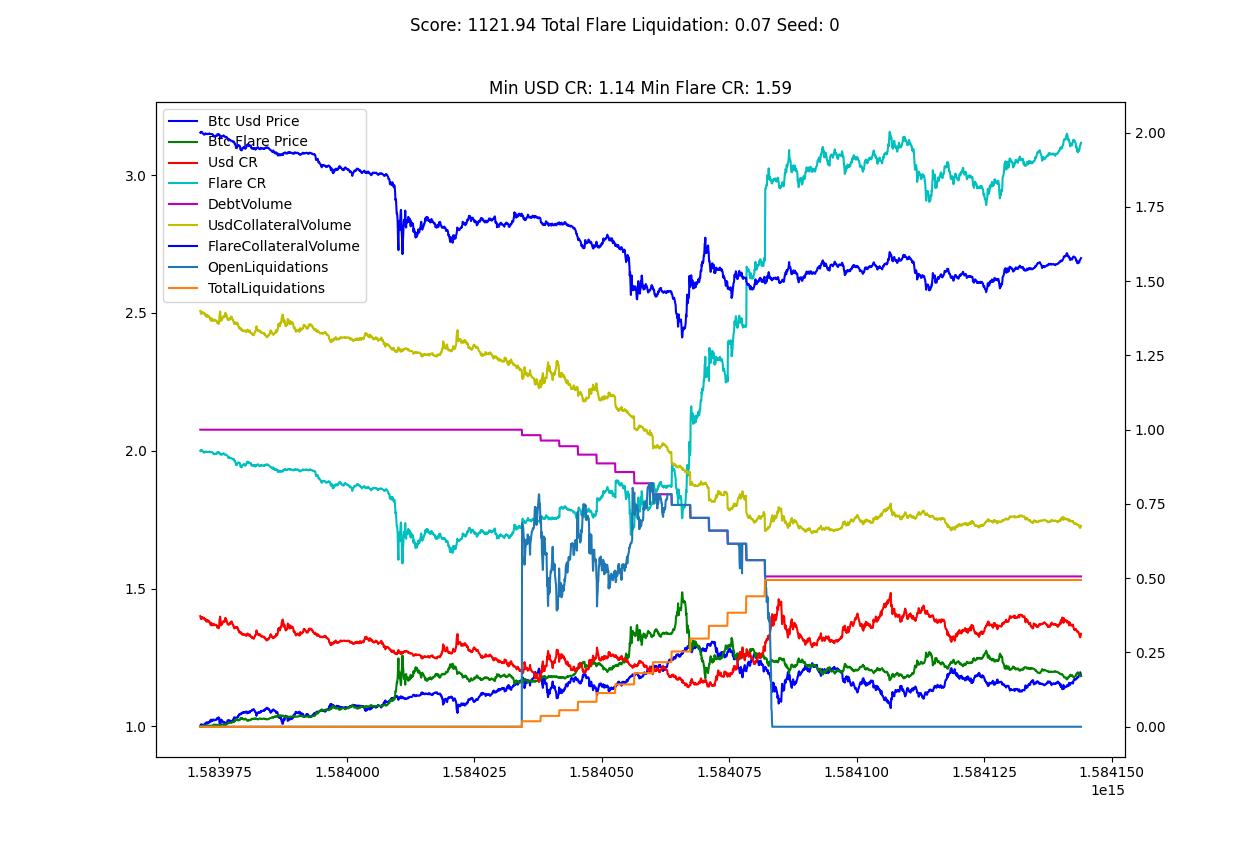 Score: 1121.94 Total Flare Liquidation: 0.07 Seed: 0
Min USD CR: 1.14 Min Flare CR: 1.59
Btc Usd Price
Btc Flare Price
Usd CR
Flare CR
DebtVolume
UsdCollateralVolume
FlareCollateralVolume
OpenLiquidations
TotalLiquidations
3.0
2.5
2.0
1.5
1.0
2.00
1.75
1.50
1.25
1.00
0.75
0.50
0.25
0.00
1.583975 1.584000 1.584025 1.584050 1.584075 1.584100 1.584125 1.584150
1e15